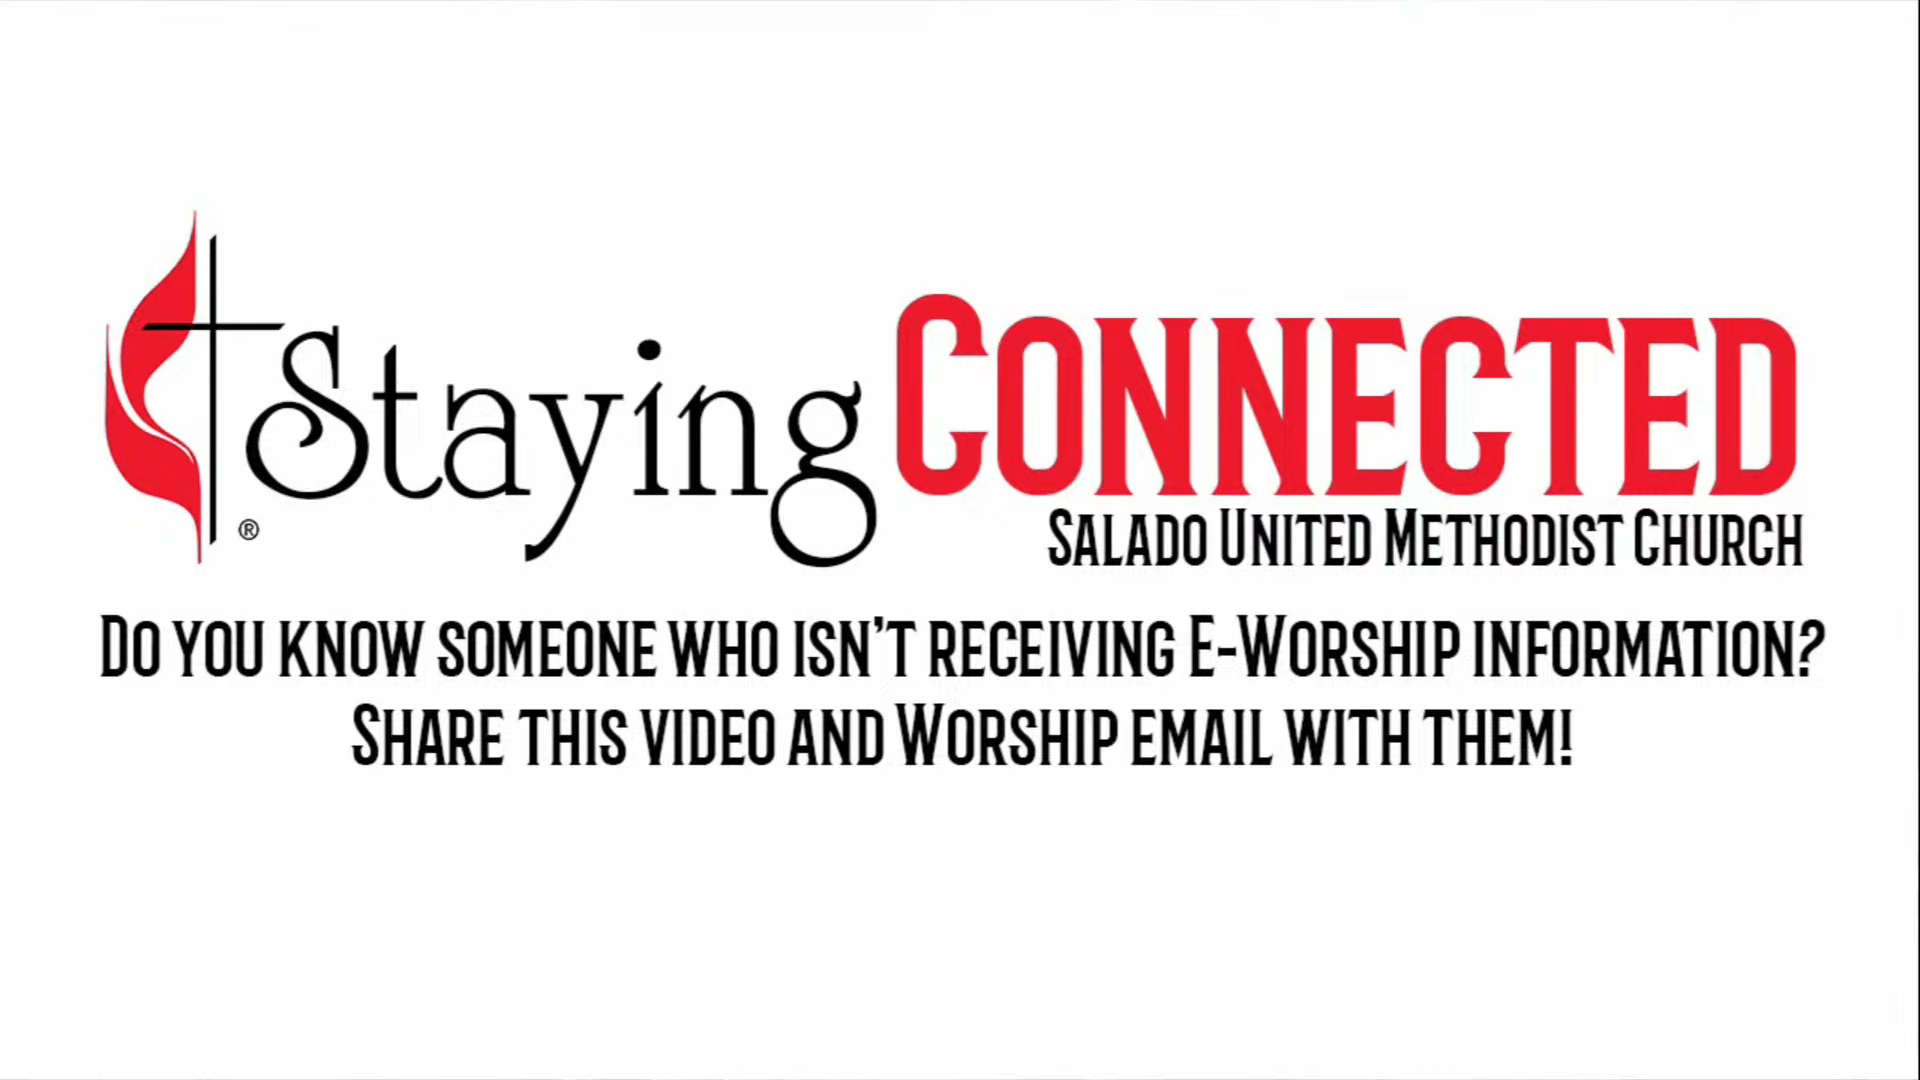 Staying Connected
®
Salado United Methodist Church
Do you know someone who isn't receiving E-Worship information?
Share this video and Worship email with them!